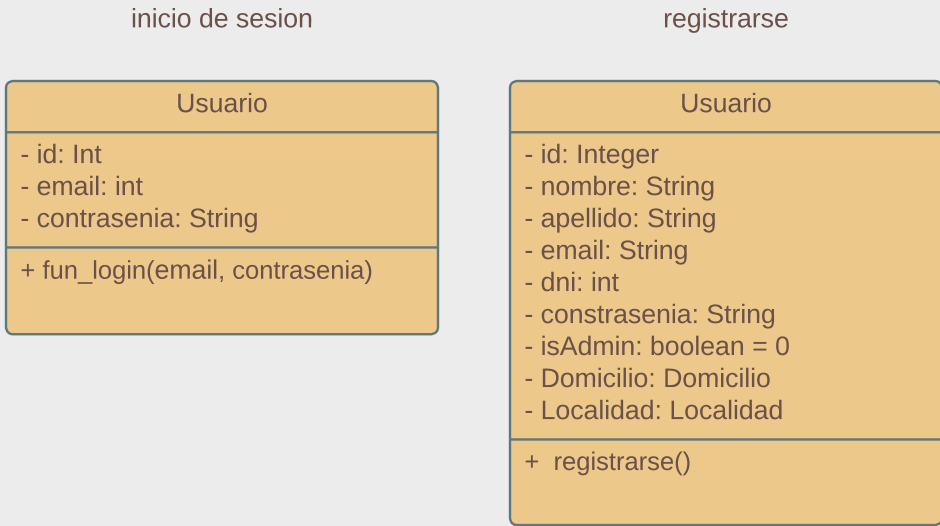 inicio de sesion
Usuario
- id: Int
- email: int
- contrasenia: String
+ fun_login(email, contrasenia)
registrarse
Usuario
- id: Integer
- nombre: String
- apellido: String
- email: String
- dni: int
- constrasenia: String
- isAdmin: boolean = 0
- Domicilio: Domicilio
- Localidad: Localidad
+  registrarse()